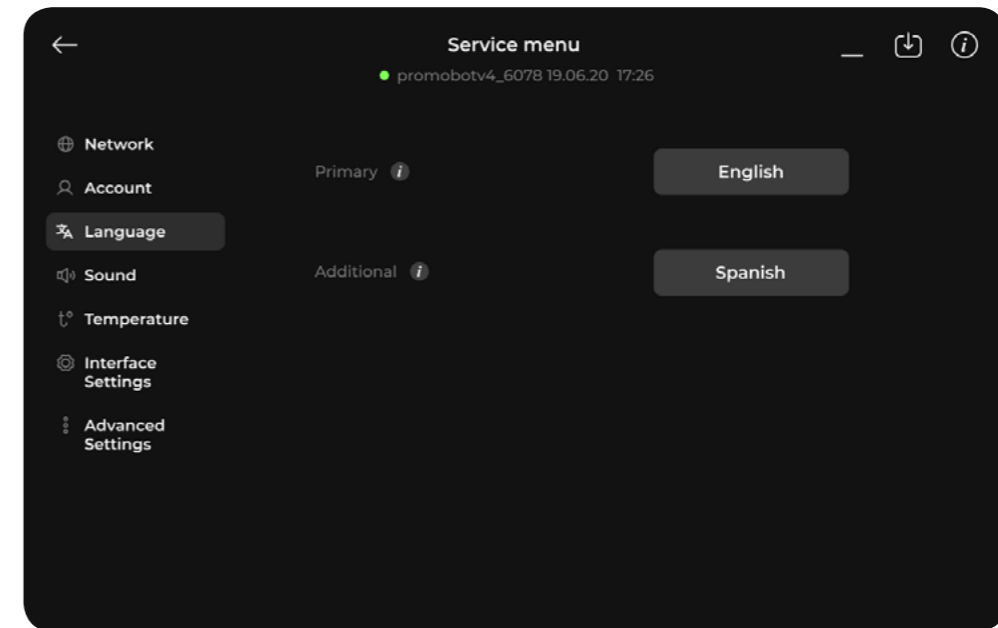 Service menu
promobotv4_6078 19.06.20 17:26
Network
Account
Language
Sound
t° Temperature
Interface
Settings
Advanced
Settings
Primary i
English
Additional i
Spanish